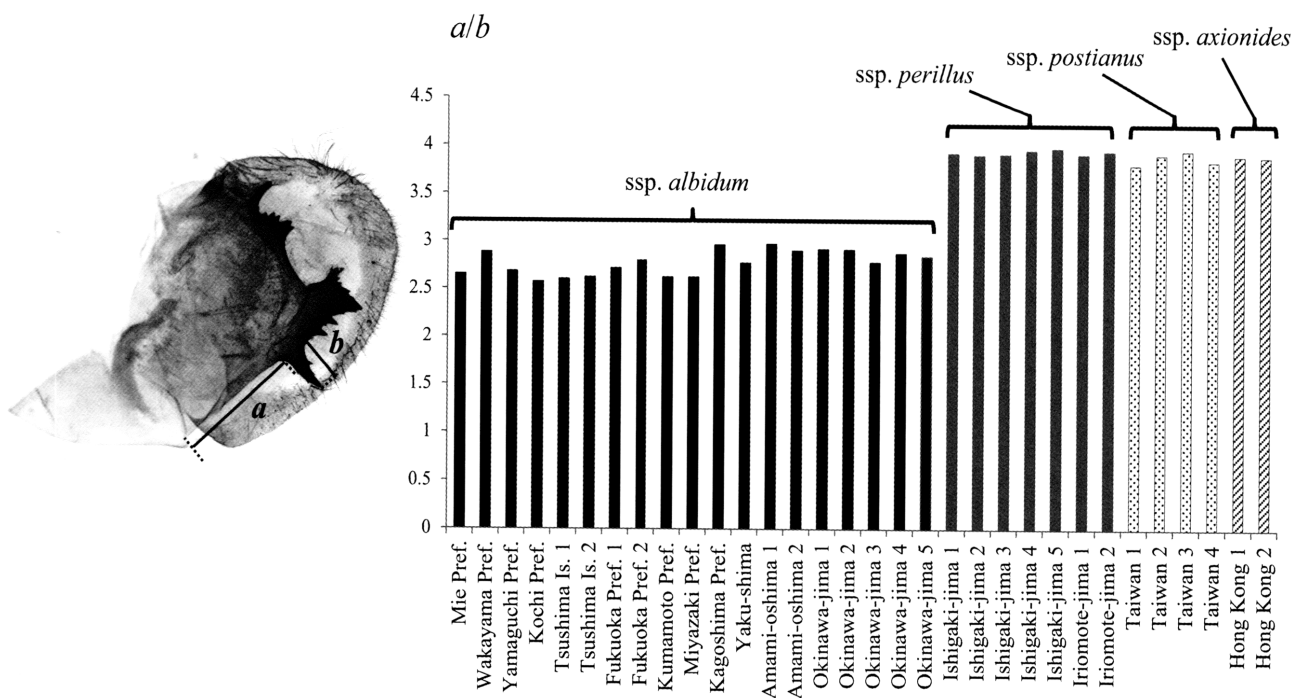 a/b
ssp. axionides
ssp. postianus
ssp. perillus
ssp. albidum
4.5
4
3.5
3
2.5
2
1.5
1
0.5
0
b
a
Mie Pref.
Wakayama Pref.
Yamaguchi Pref.
Kochi Pref.
Tsushima Is. 1
Tsushima Is. 2
Fukuoka Pref. 1
Fukuoka Pref. 2
Kumamoto Pref.
Miyazaki Pref.
Kagoshima Pref.
Yaku-shima
Amami-oshima 1
Amami-oshima 2
Okinawa-jima 1
Okinawa-jima 2
Okinawa-jima 3
Okinawa-jima 4
Okinawa-jima 5
Ishigaki-jima 1
Ishigaki-jima 2
Ishigaki-jima 3
Ishigaki-jima 4
Ishigaki-jima 5
Iriomote-jima 1
Iriomote-jima 2
Taiwan 1
Taiwan 2
Taiwan 3
Taiwan 4
Hong Kong 1
Hong Kong 2